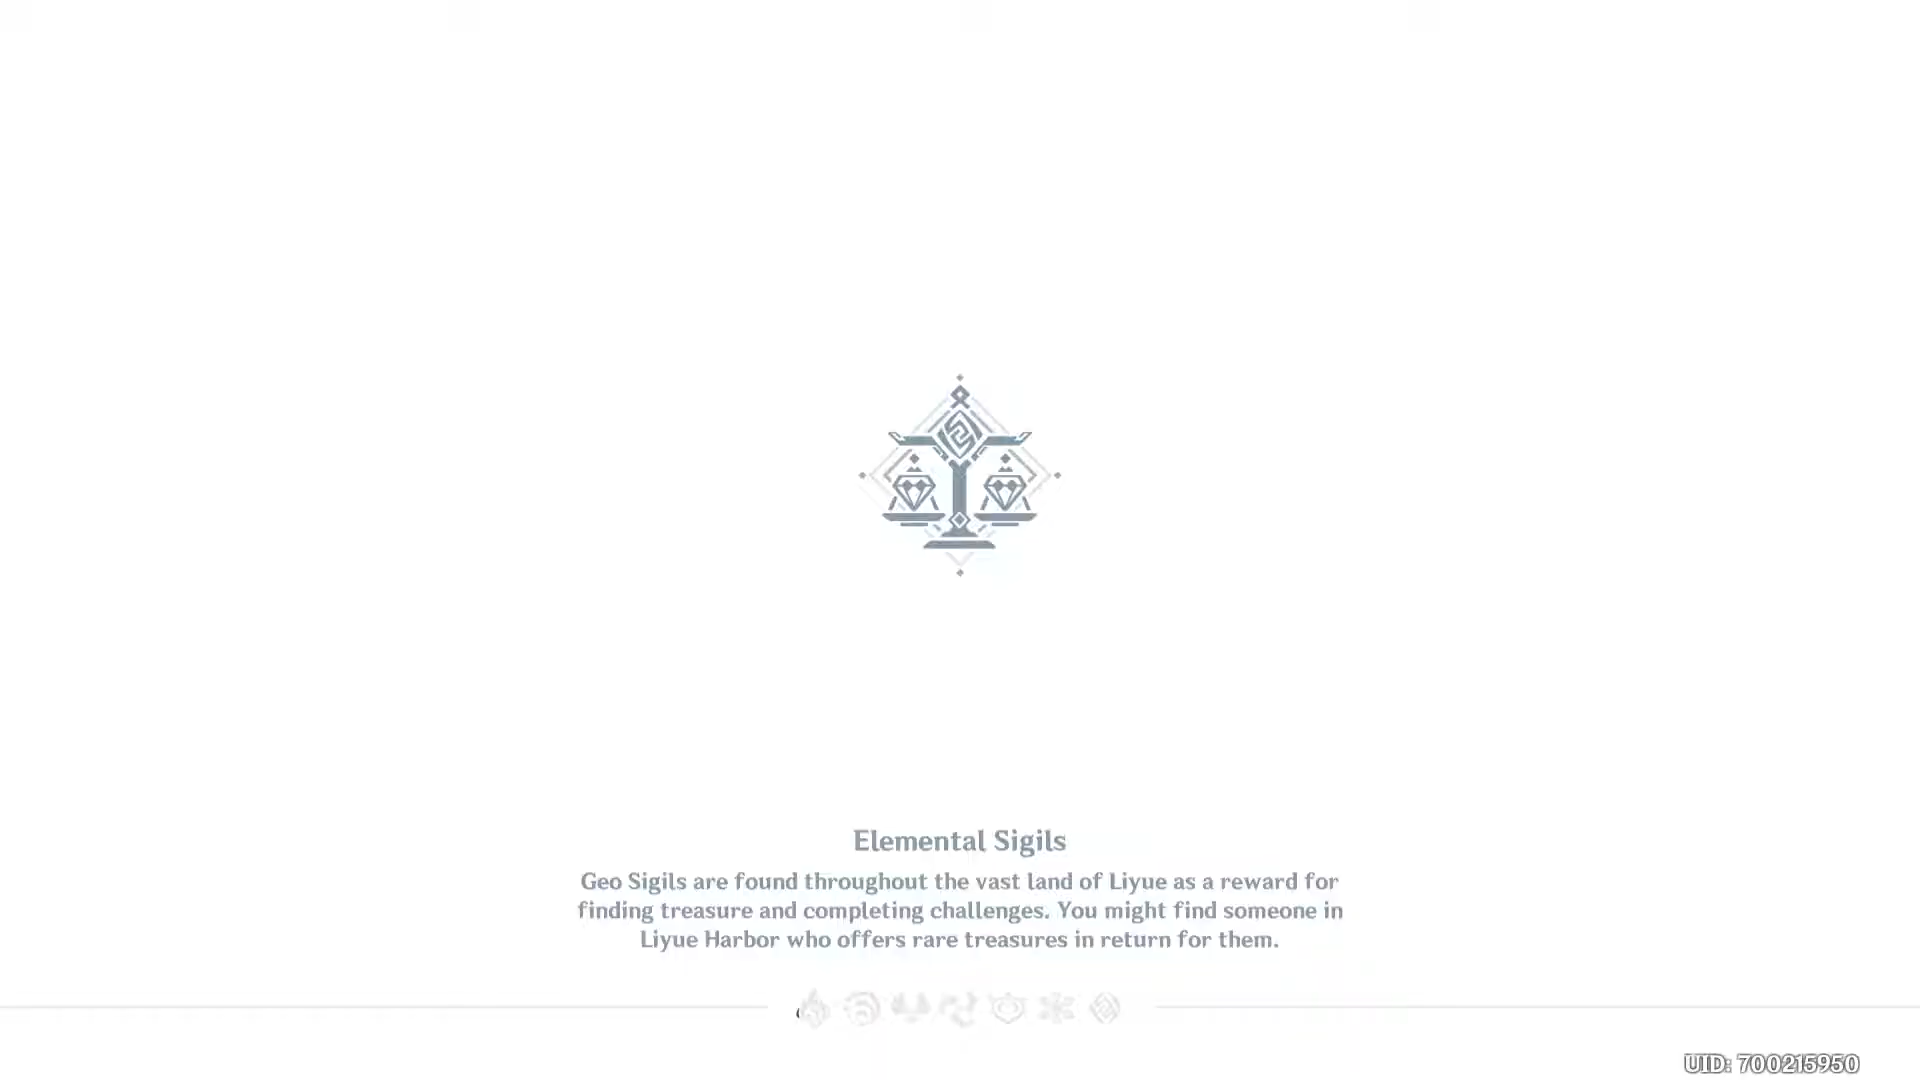 Elemental Sigils
Geo Sigils are found throughout the vast land of Liyue as a reward for
finding treasure and completing challenges. You might find someone in
Liyue Harbor who offers rare treasures in return for them.
UID: 700215950